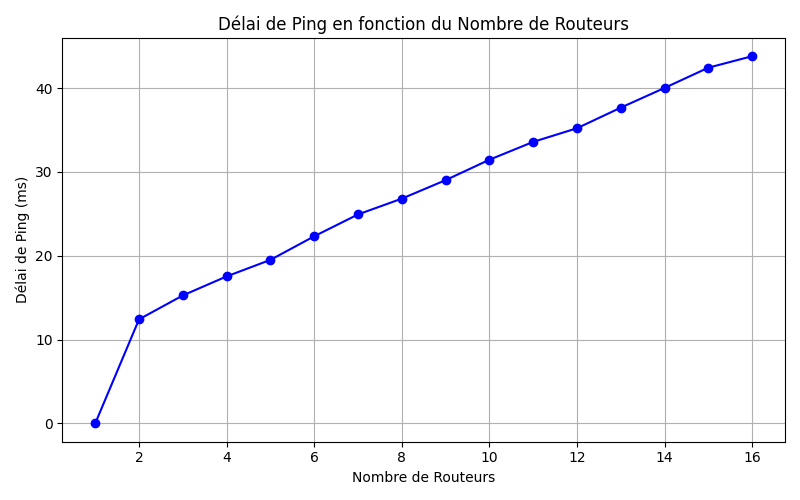 Délai de Ping en fonction du Nombre de Routeurs
Délai de Ping (ms)
40
30
20
10
0
2 4 6 8 10 12 14 16
Nombre de Routeurs